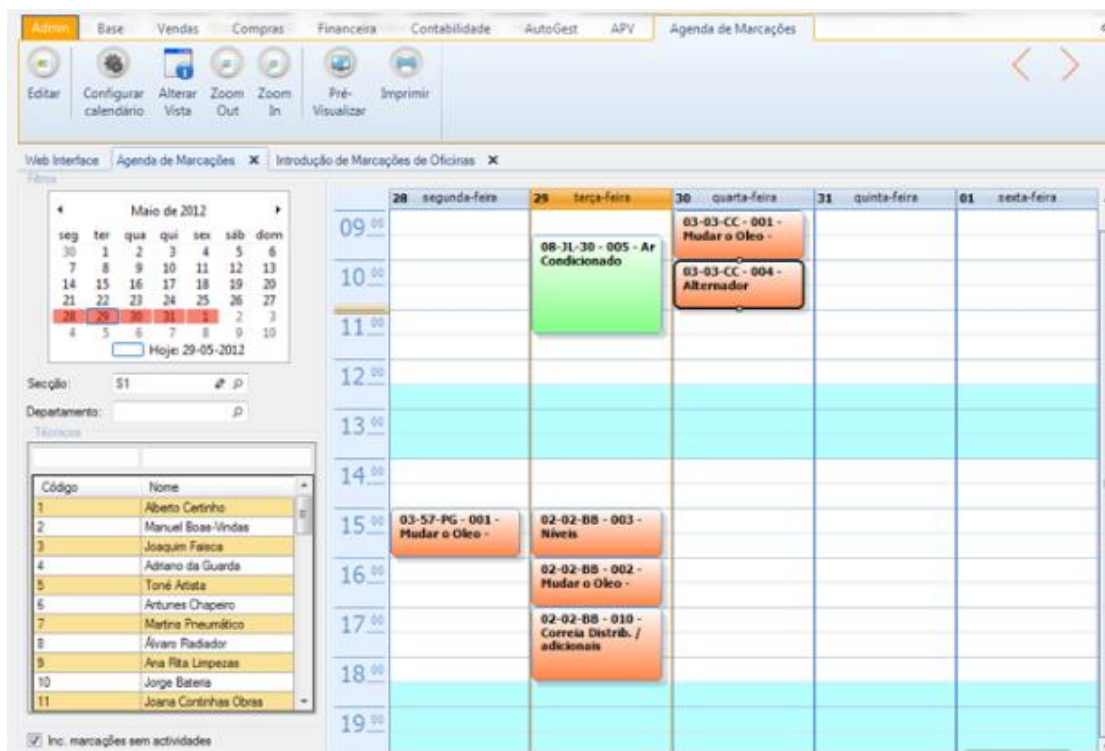 Admin Base Vendas Compras Financeira Contabilidade AutoGest APV Agenda de Marcações
Editar Configurar calendário Alterar Vista Zoom Out Zoom In Pré-Visualizar Imprimir
Web Interface Agenda de Marcações X Introdução de Marcações de Oficinas X
Filtros
Maio de 2012
seg ter qua qui sex sáb dom
30 1 2 3 4 5 6
7 8 9 10 11 12 13
14 15 16 17 18 19 20
21 22 23 24 25 26 27
28 29 30 31 1 2 3
4 5 6 7 8 9 10
Hoje: 29-05-2012
Secção: S1
Departamento:
Técnicos
Código Nome
1 Alberto Certinho
2 Manuel Boas-Vindas
3 Joaquim Faisca
4 Adriano da Guarda
5 Toné Artista
6 Antunes Chapeiro
7 Martins Pneumático
8 Álvaro Radiador
9 Ana Rita Limpezas
10 Jorge Bateria
11 Joana Continhas Obras
Inc. marcações sem actividades
28 segunda-feira 29 terça-feira 30 quarta-feira 31 quinta-feira 01 sexta-feira
09 00
03-03-CC - 001 -
Mudar o Oleo -
08-JL-30 - 005 - Ar
Condicionado
10 00
03-03-CC - 004 -
Alternador
11 00
12 00
13 00
14 00
15 00
03-57-PG - 001 -
Mudar o Oleo -
02-02-BB - 003 -
Níveis
16 00
02-02-BB - 002 -
Mudar o Oleo -
17 00
02-02-BB - 010 -
Correia Distrib. /
adicionais
18 00
19 00